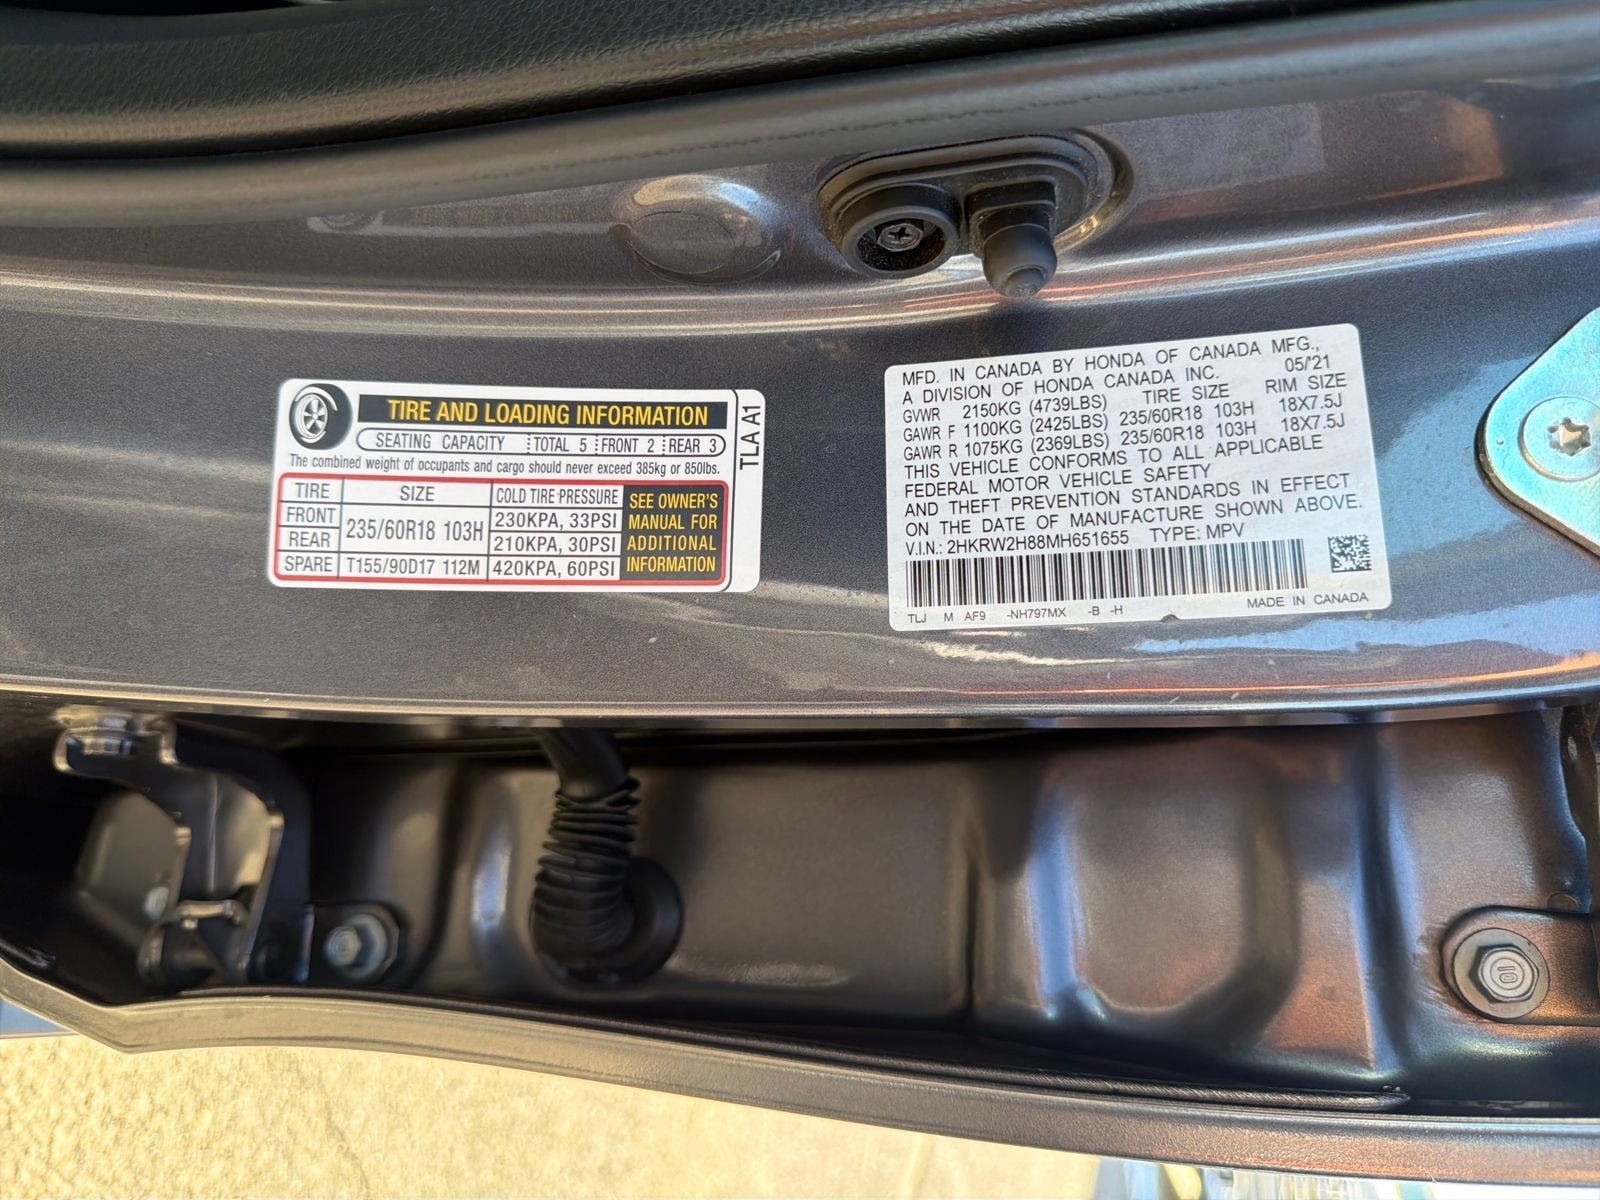 TIRE AND LOADING INFORMATION
SEATING CAPACITY TOTAL 5 FRONT 2 REAR 3
The combined weight of occupants and cargo should never exceed 385kg or 850lbs.
TIRE SIZE COLD TIRE PRESSURE
FRONT 235/60R18 103H 230KPA, 33PSI
REAR 210KPA, 30PSI
SPARE T155/90D17 112M 420KPA, 60PSI
SEE OWNER'S
MANUAL FOR
ADDITIONAL
INFORMATION
TLA A1
MFD. IN CANADA BY HONDA OF CANADA MFG.,
A DIVISION OF HONDA CANADA INC. 05/'21
GVWR 2150KG (4739LBS) TIRE SIZE RIM SIZE
GAWR F 1100KG (2425LBS) 235/60R18 103H 18X7.5J
GAWR R 1075KG (2369LBS) 235/60R18 103H 18X7.5J
THIS VEHICLE CONFORMS TO ALL APPLICABLE
FEDERAL MOTOR VEHICLE SAFETY
AND THEFT PREVENTION STANDARDS IN EFFECT
ON THE DATE OF MANUFACTURE SHOWN ABOVE.
V.I.N.: 2HKRW2H88MH651655 TYPE: MPV
TLJ M AF9 -NH797MX -B -H MADE IN CANADA
10